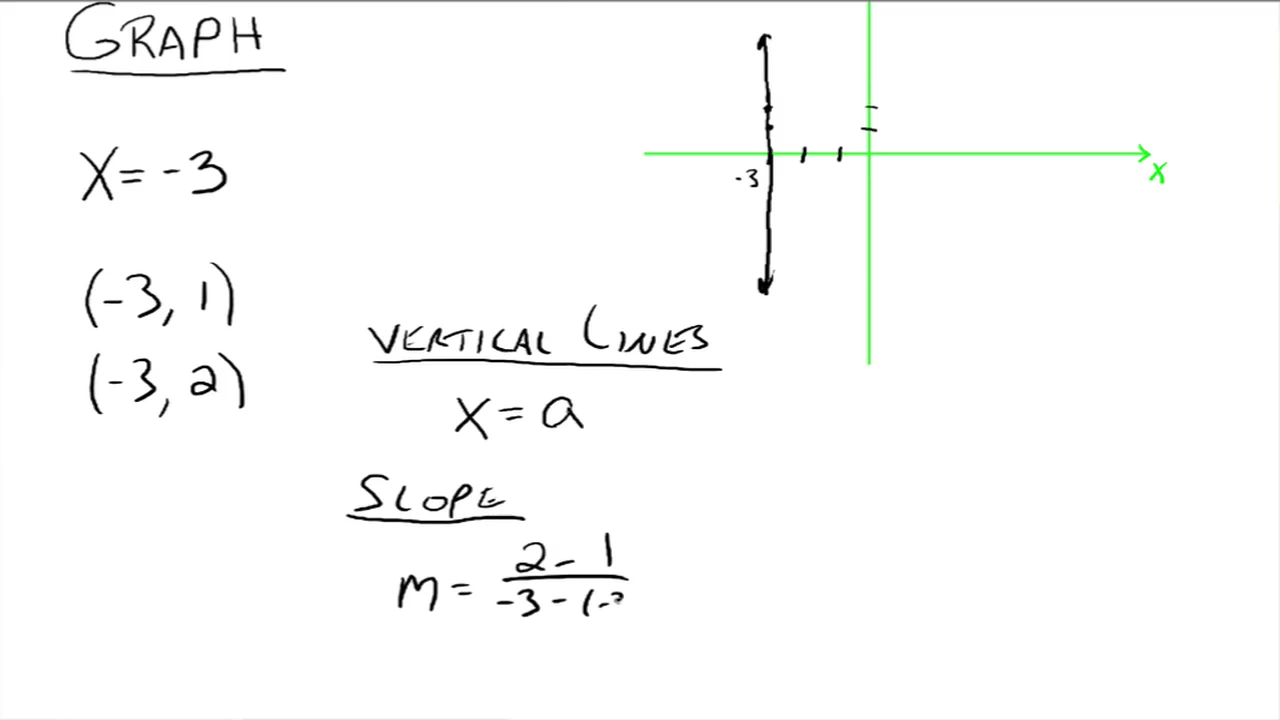 GRAPH
X = -3
(-3, 1)
(-3, 2)
-3
X
VERTICAL LINES
X = a
SLOPE
M = 2 - 1
-3 - (-